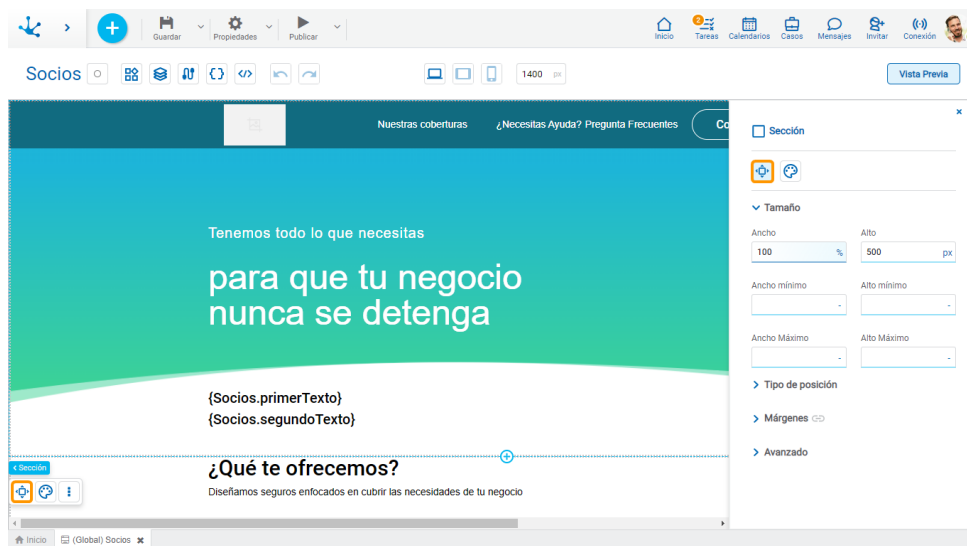 Guardar
Propiedades
Publicar
Inicio
2
Tareas
Calendarios
Casos
Mensajes
Invitar
Conexión
Socios
1400 px
Vista Previa
Nuestras coberturas
¿Necesitas Ayuda? Pregunta Frecuentes
Co
Sección
Tamaño
Ancho
Alto
100 %
500 px
Ancho mínimo
Alto mínimo
-
-
Ancho Máximo
Alto Máximo
-
-
Tipo de posición
Márgenes
Avanzado
Tenemos todo lo que necesitas
para que tu negocio
nunca se detenga
{Socios.primerTexto}
{Socios.segundoTexto}
Sección
¿Qué te ofrecemos?
Diseñamos seguros enfocados en cubrir las necesidades de tu negocio
Inicio
(Global) Socios